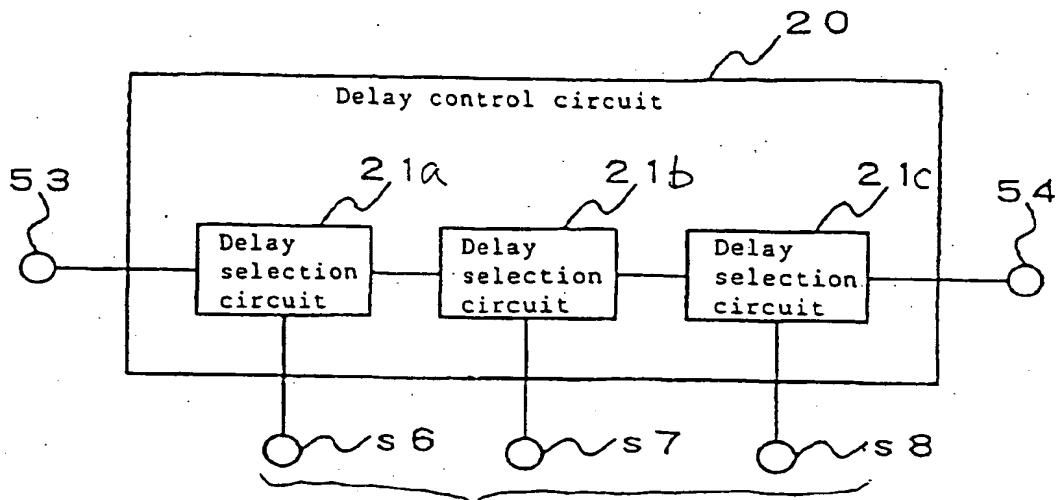 20
Delay control circuit
53
21a
21b
21c
54
Delay
selection
circuit
Delay
selection
circuit
Delay
selection
circuit
s6
s7
s8